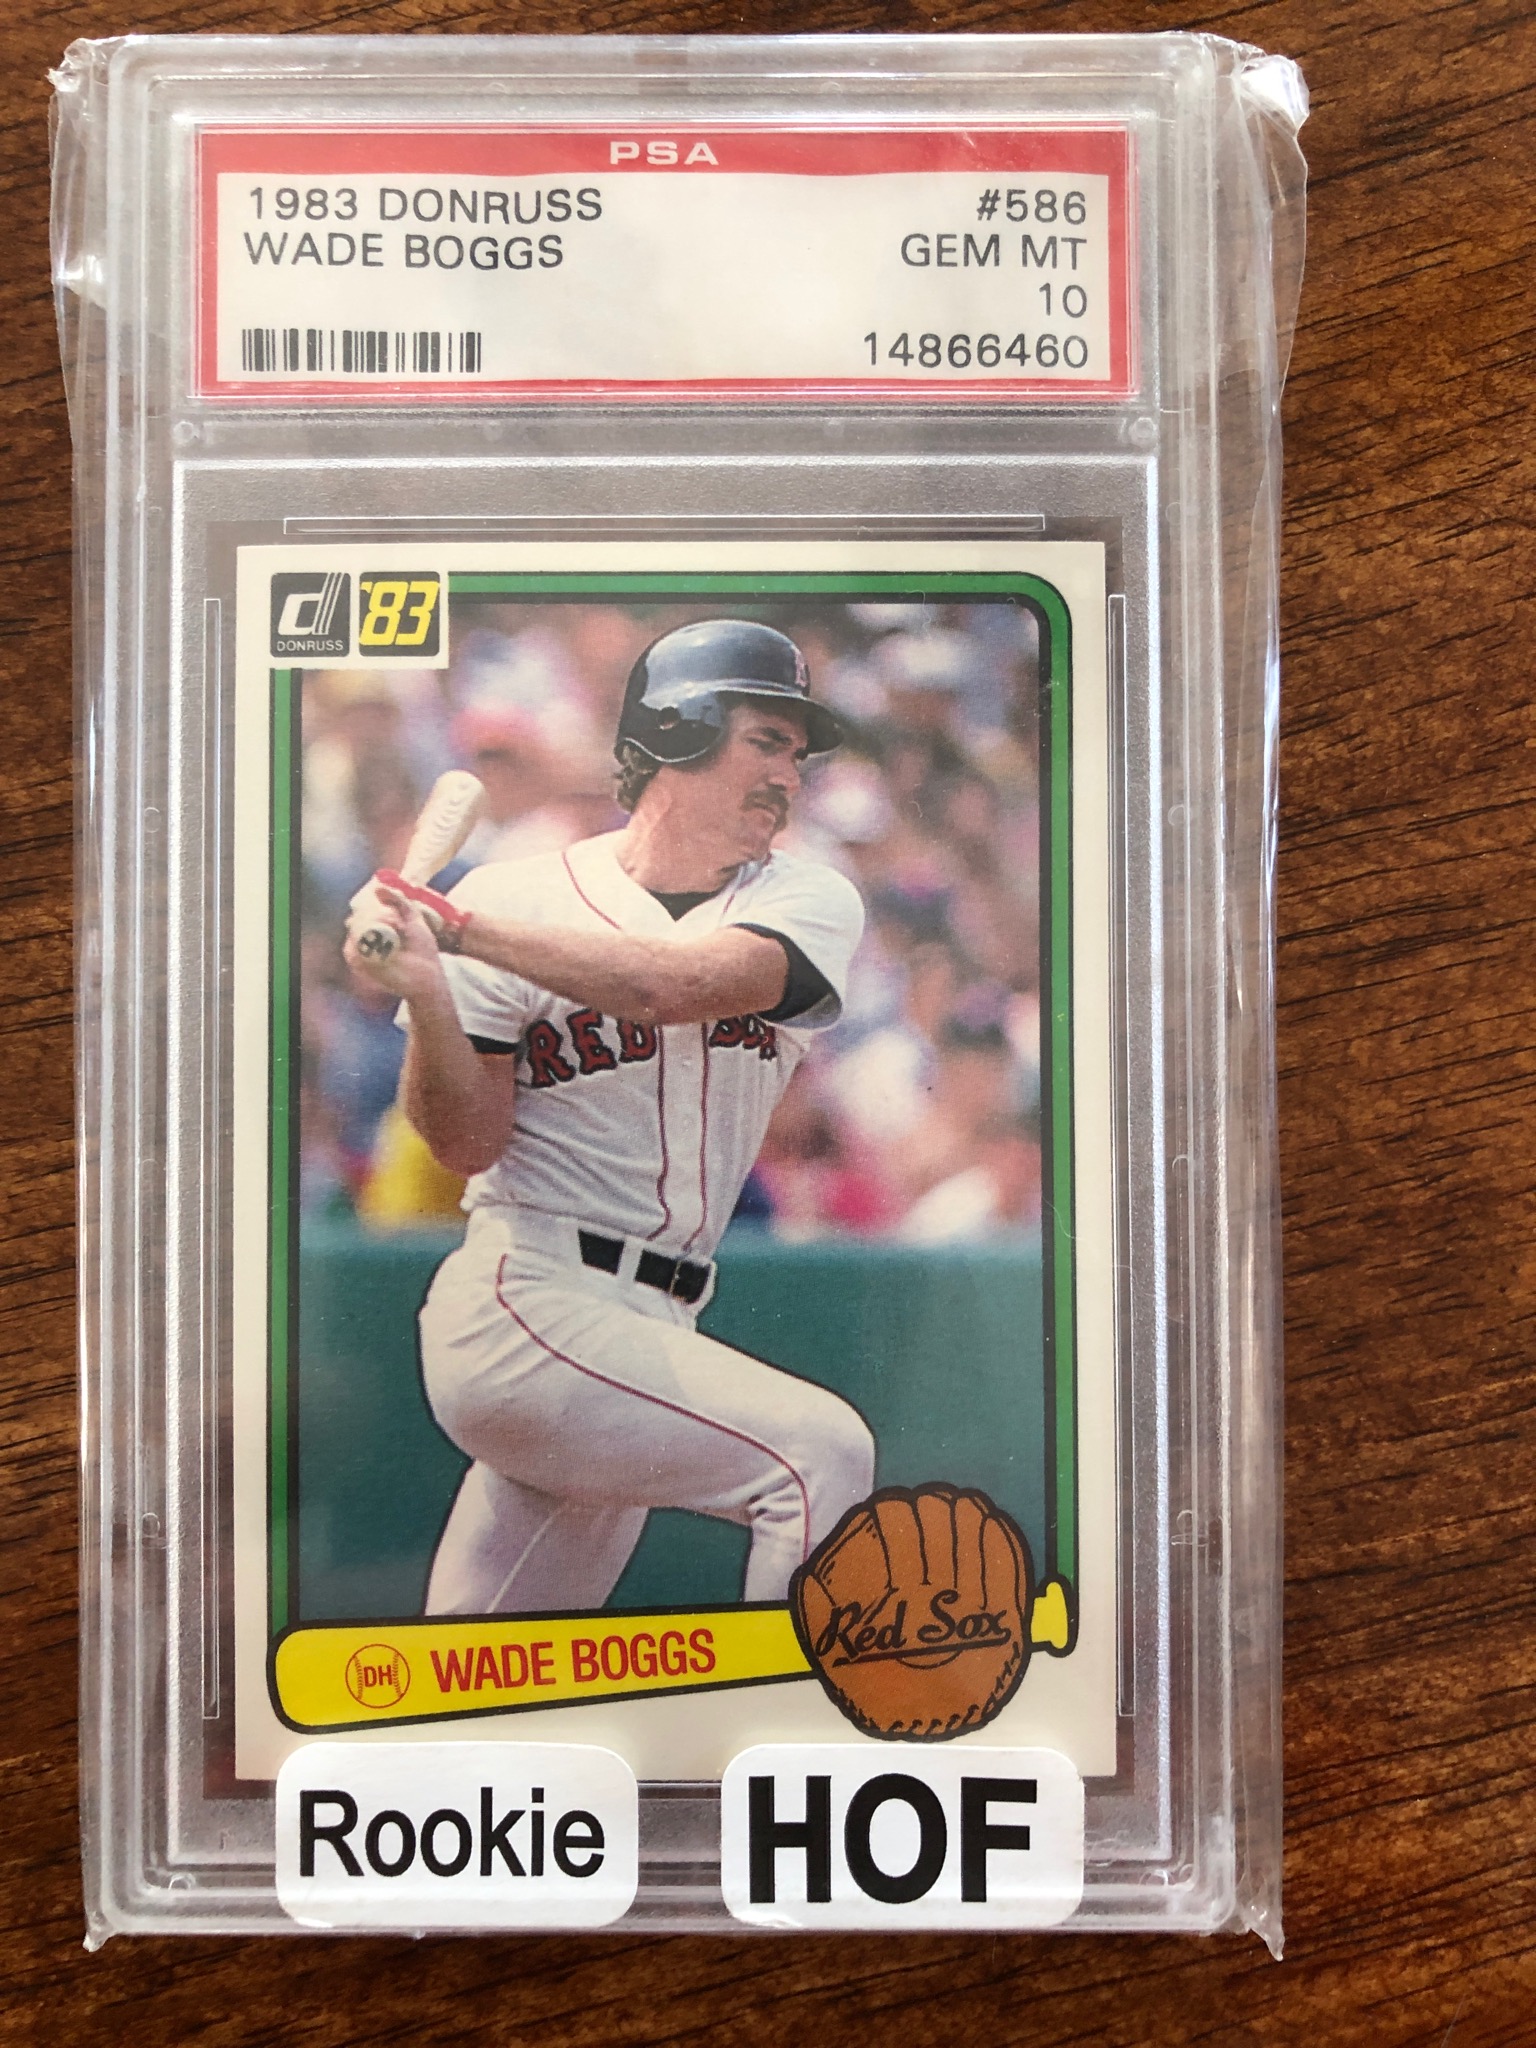 PSA
1983 DONRUSS #586
WADE BOGGS GEM MT
10
14866460
d '83
DONRUSS
RED SOX
DH WADE BOGGS
Red Sox
Rookie HOF